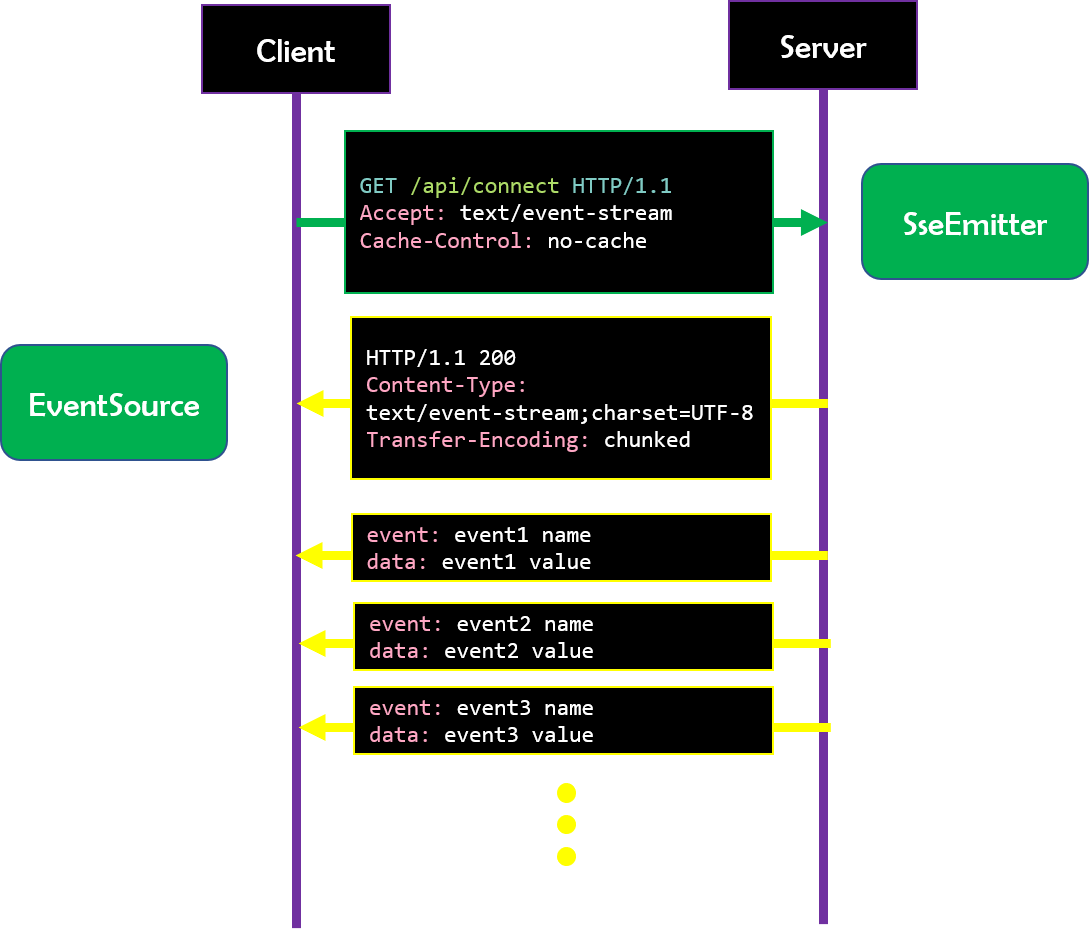 Client
Server
GET /api/connect HTTP/1.1
Accept: text/event-stream
Cache-Control: no-cache
SseEmitter
HTTP/1.1 200
Content-Type:
text/event-stream;charset=UTF-8
Transfer-Encoding: chunked
EventSource
event: event1 name
data: event1 value
event: event2 name
data: event2 value
event: event3 name
data: event3 value